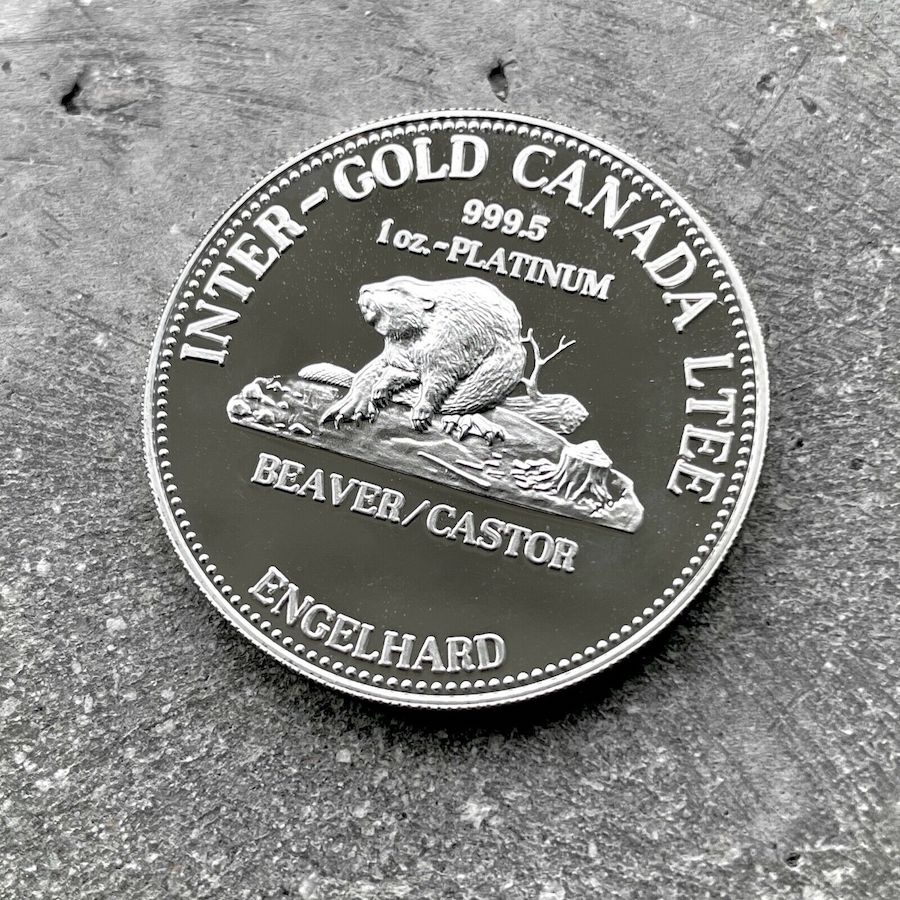 INTER-GOLD CANADA LTEE
999.5
1 oz.-PLATINUM
BEAVER/CASTOR
ENGELHARD